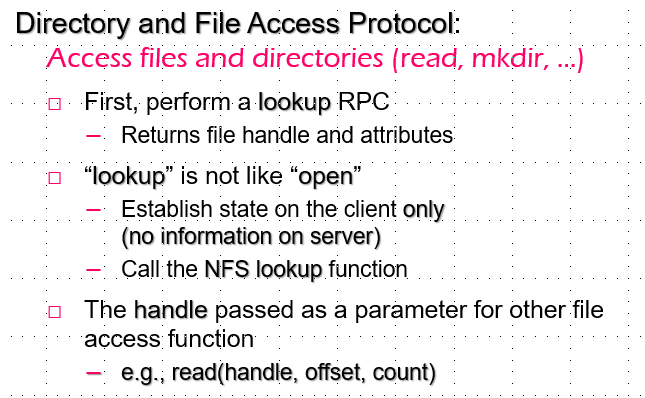 Directory and File Access Protocol:
Access files and directories (read, mkdir, ...)
□ First, perform a lookup RPC
– Returns file handle and attributes
□ “lookup” is not like “open”
– Establish state on the client only
(no information on server)
– Call the NFS lookup function
□ The handle passed as a parameter for other file
access function
– e.g., read(handle, offset, count)